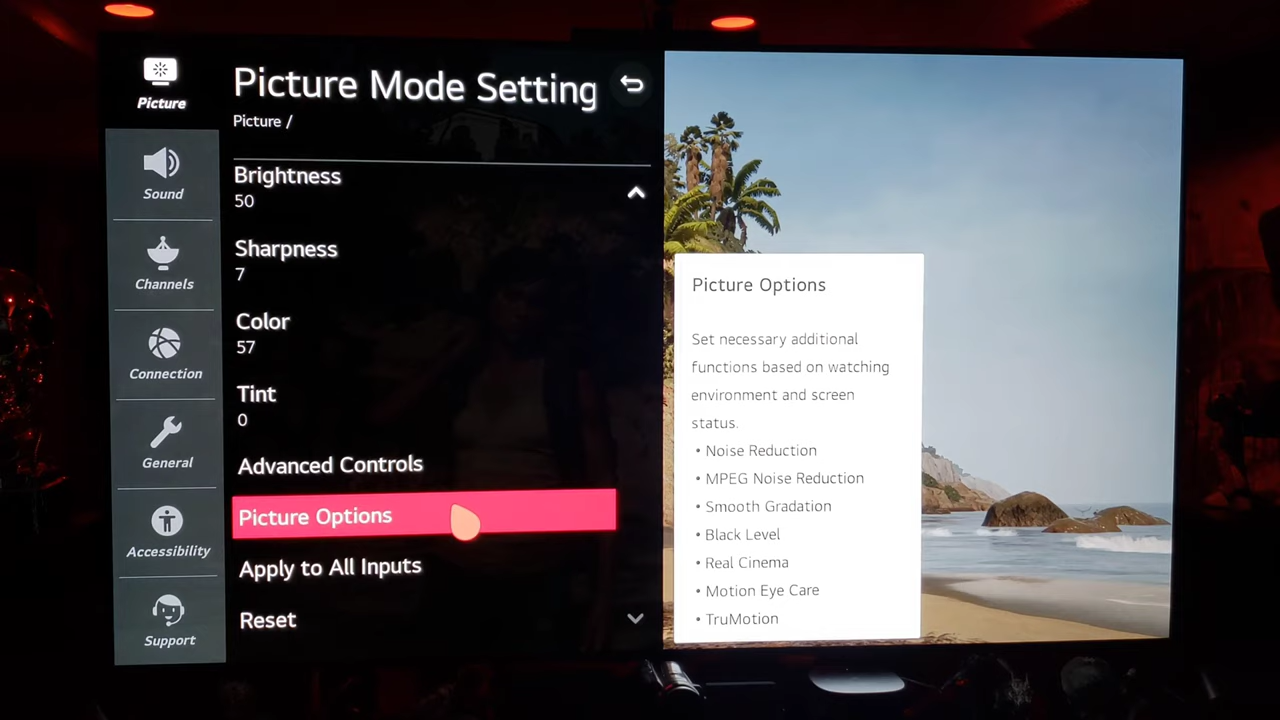 Picture
Sound
Channels
Connection
General
Accessibility
Support
Picture Mode Setting
Picture /
Brightness
50
Sharpness
7
Color
57
Tint
0
Advanced Controls
Picture Options
Apply to All Inputs
Reset
Picture Options
Set necessary additional
functions based on watching
environment and screen
status.
• Noise Reduction
• MPEG Noise Reduction
• Smooth Gradation
• Black Level
• Real Cinema
• Motion Eye Care
• TruMotion